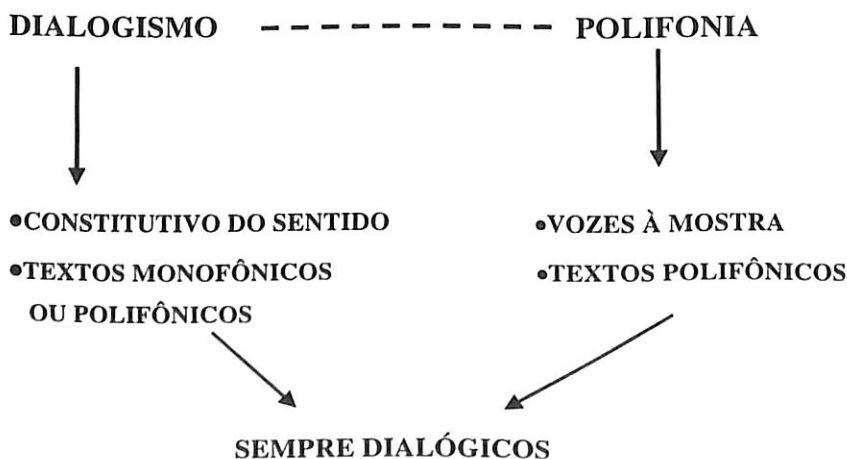 DIALOGISMO
POLIFONIA
•CONSTITUTIVO DO SENTIDO
•TEXTOS MONOFÔNICOS
OU POLIFÔNICOS
•VOZES À MOSTRA
•TEXTOS POLIFÔNICOS
SEMPRE DIALÓGICOS